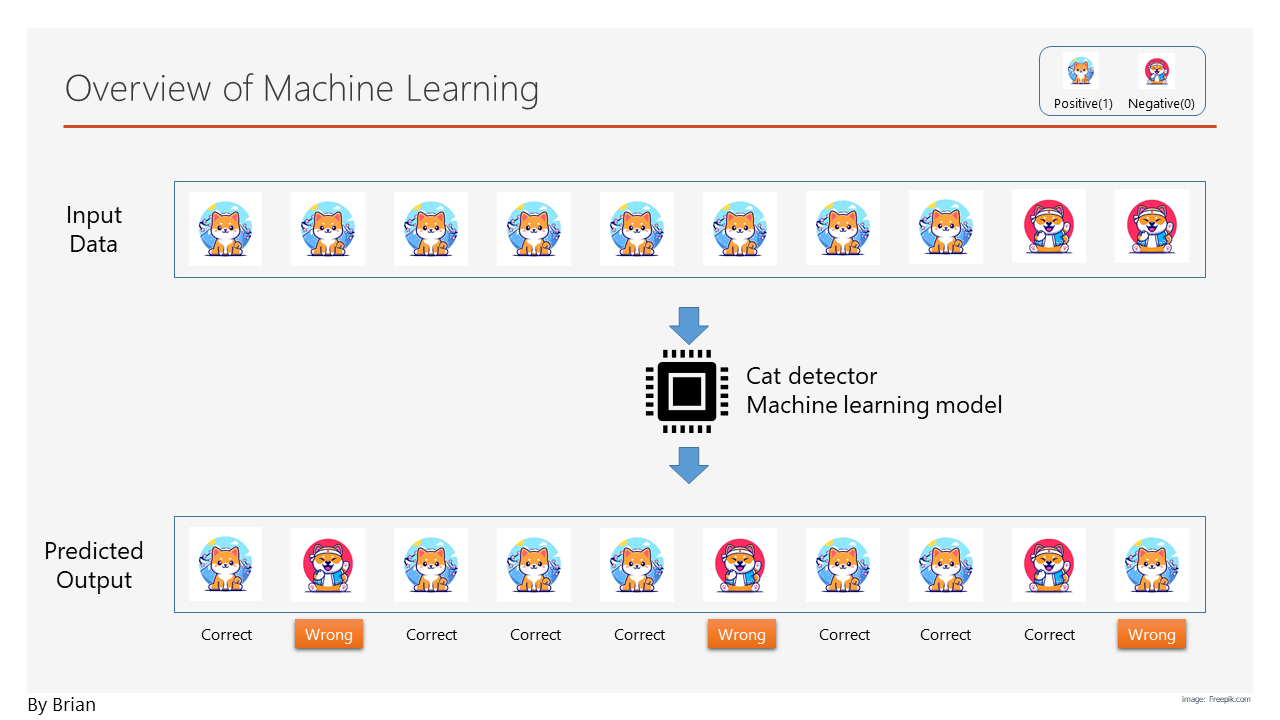 Overview of Machine Learning
Positive(1)
Negative(0)
Input
Data
Cat detector
Machine learning model
Predicted
Output
Correct
Wrong
Correct
Correct
Correct
Wrong
Correct
Correct
Correct
Wrong
By Brian
image: Freepik.com